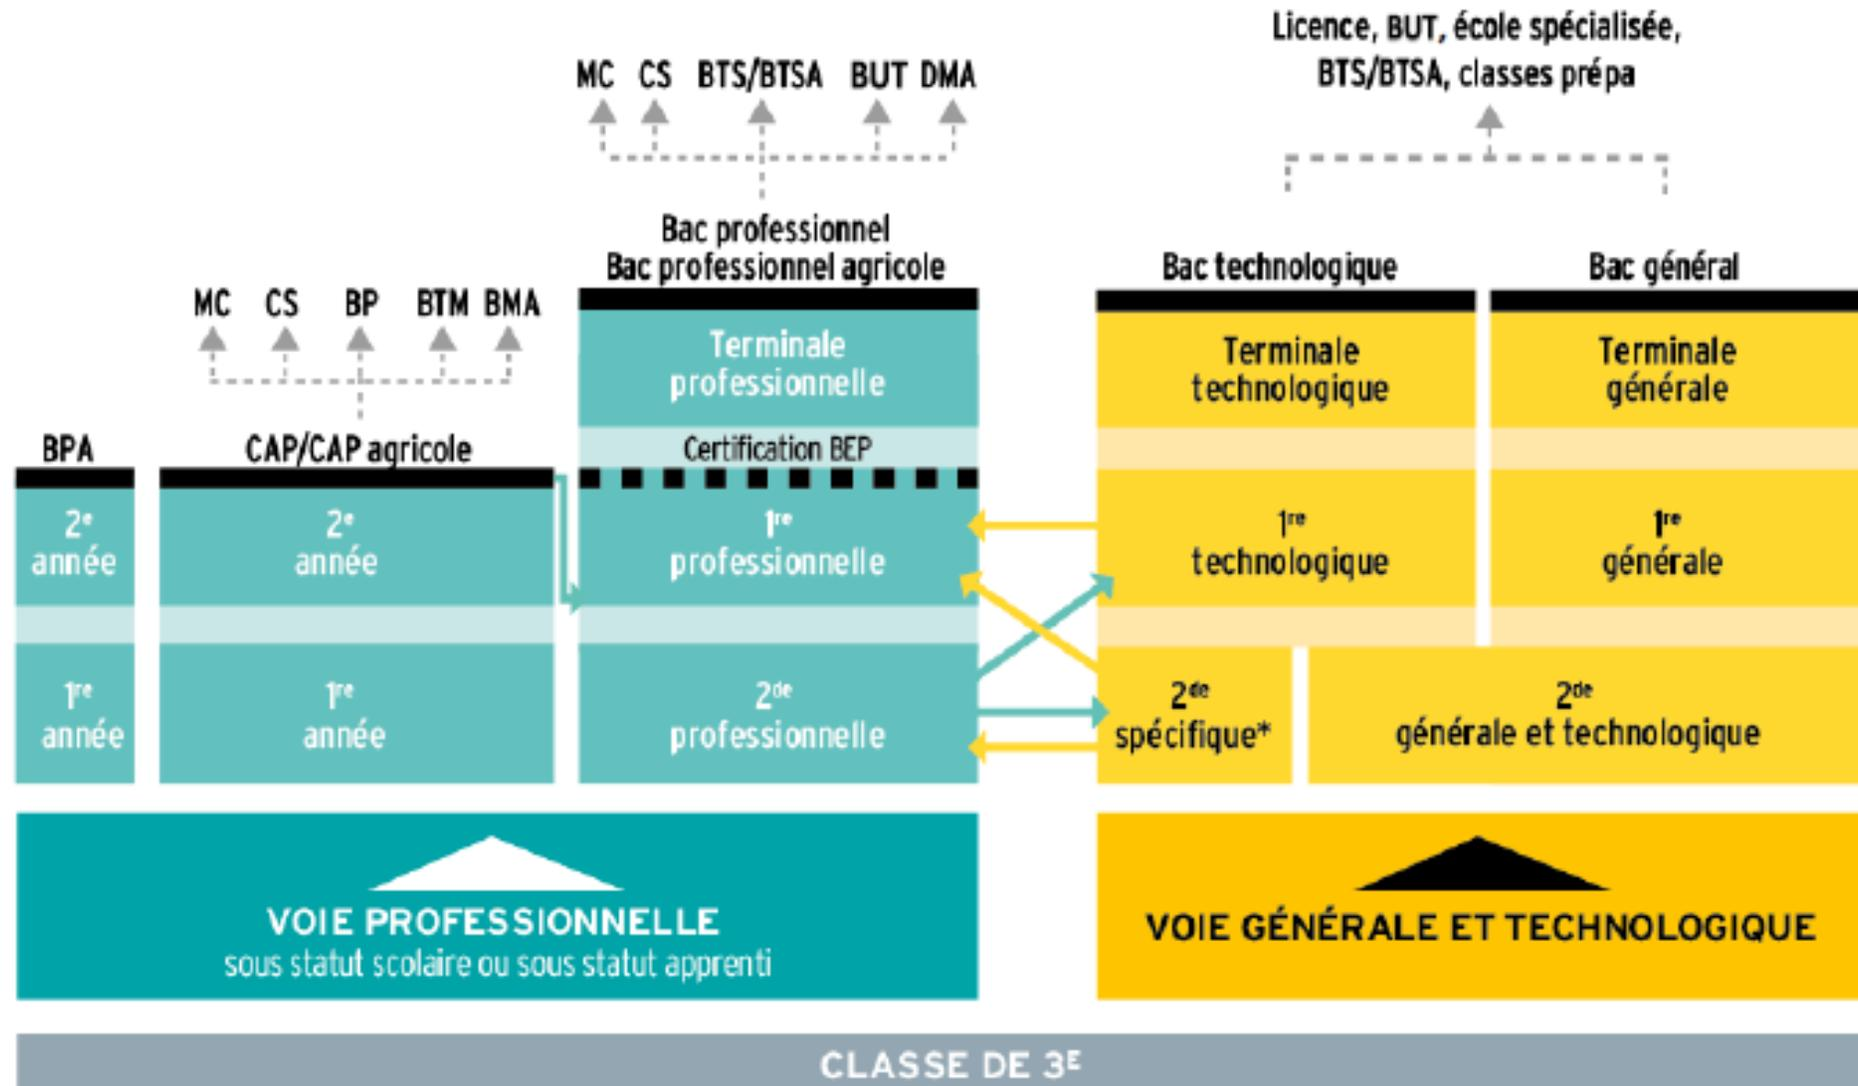 Licence, BUT, école spécialisée,
BTS/BTSA, classes prépa
MC CS BTS/BTSA BUT DMA
Bac professionnel
Bac professionnel agricole
Bac technologique
Bac général
MC CS BP BTM BMA
Terminale
professionnelle
Terminale
technologique
Terminale
générale
BPA
CAP/CAP agricole
Certification BEP
2e
année
2e
année
1re
professionnelle
1re
technologique
1re
générale
1re
année
1re
année
2de
professionnelle
2de
spécifique*
2de
générale et technologique
VOIE PROFESSIONNELLE
sous statut scolaire ou sous statut apprenti
VOIE GÉNÉRALE ET TECHNOLOGIQUE
CLASSE DE 3E